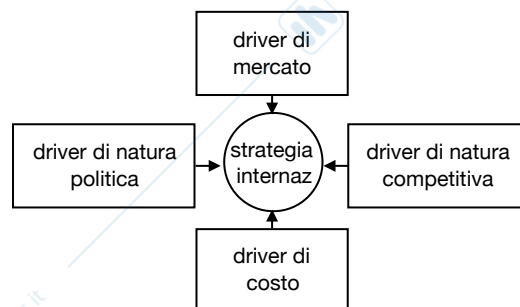 driver di
mercato
driver di natura
politica
strategia
internaz
driver di natura
competitiva
driver di
costo